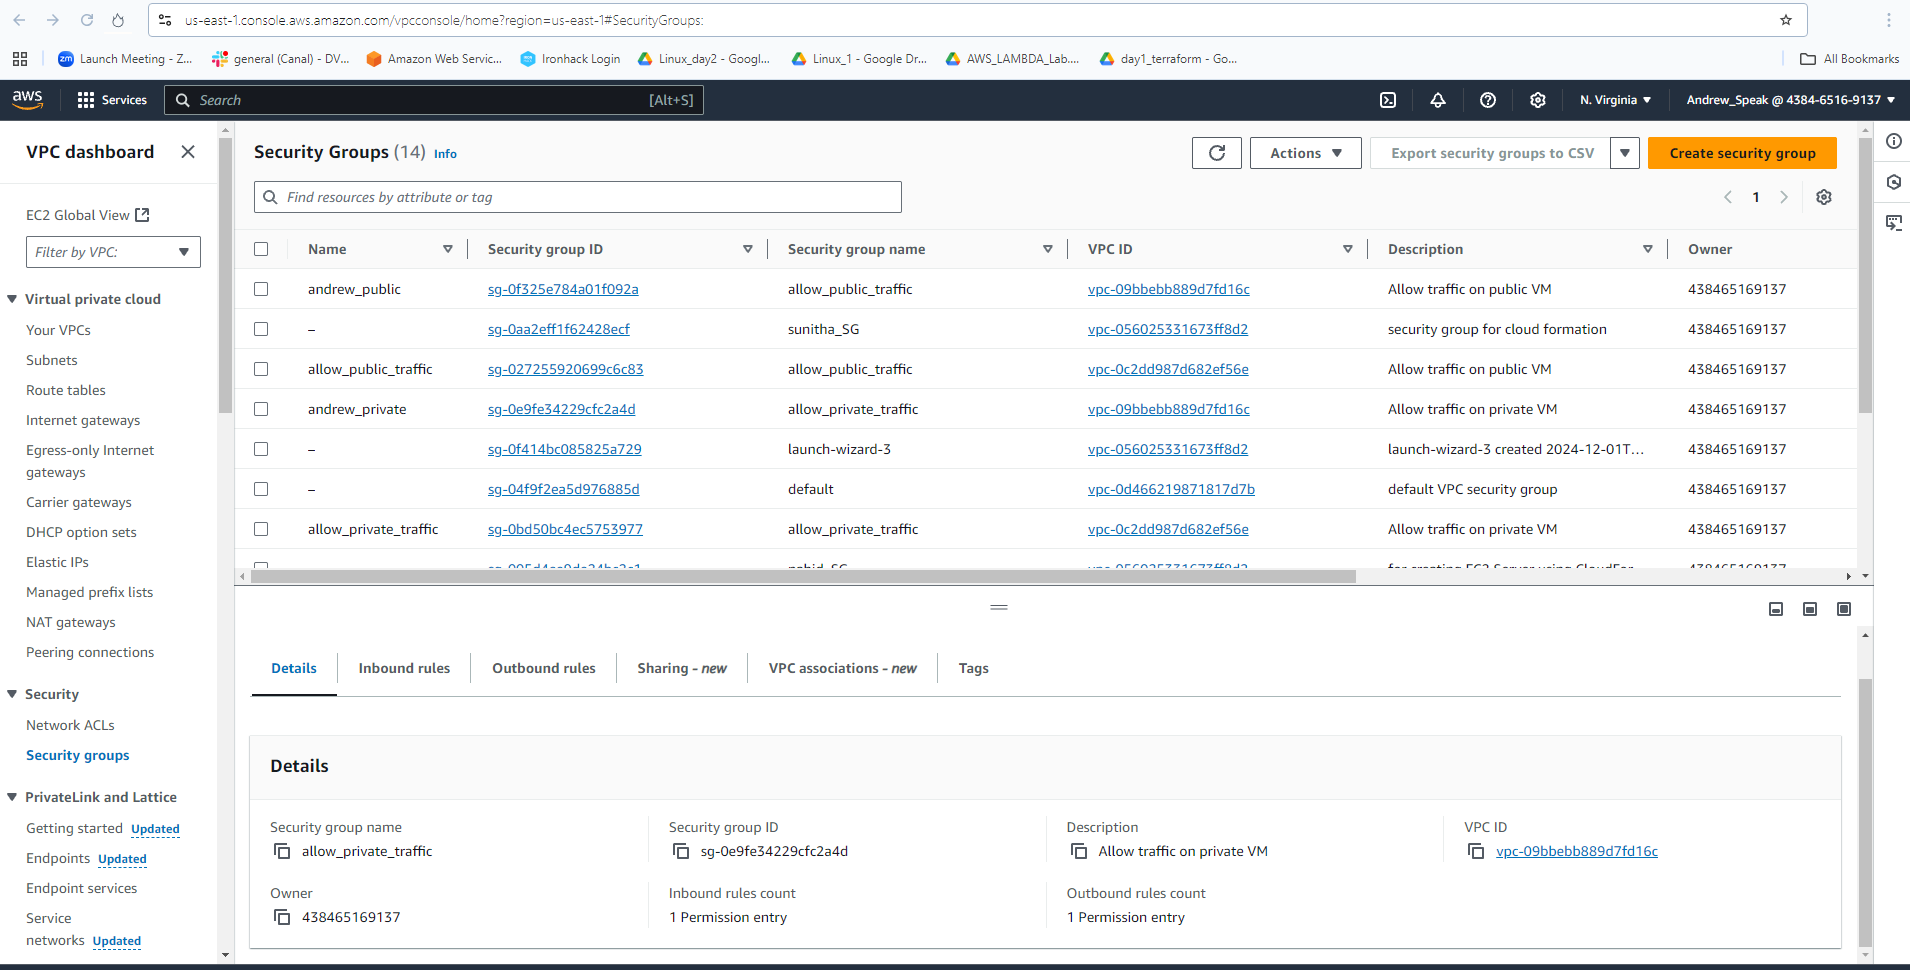 us-east-1.console.aws.amazon.com/vpcconsole/home?region=us-east-1#SecurityGroups:
Launch Meeting - Z...
general (Canal) - DV...
Amazon Web Servic...
Ironhack Login
Linux_day2 - Googl...
Linux_1 - Google Dr...
AWS_LAMBDA_Lab....
day1_terraform - Go...
All Bookmarks
aws
Services
Search
[Alt+S]
N. Virginia
Andrew_Speak @ 4384-6516-9137
VPC dashboard
EC2 Global View
Filter by VPC:
Virtual private cloud
Your VPCs
Subnets
Route tables
Internet gateways
Egress-only Internet
gateways
Carrier gateways
DHCP option sets
Elastic IPs
Managed prefix lists
NAT gateways
Peering connections
Security
Network ACLs
Security groups
PrivateLink and Lattice
Getting started Updated
Endpoints Updated
Endpoint services
Service
networks Updated
Security Groups (14) Info
Actions
Export security groups to CSV
Create security group
Find resources by attribute or tag
1
Name Security group ID Security group name VPC ID Description Owner
andrew_public sg-0f325e784a01f092a allow_public_traffic vpc-09bbebb889d7fd16c Allow traffic on public VM 438465169137
– sg-0aa2eff1f62428ecf sunitha_SG vpc-056025331673ff8d2 security group for cloud formation 438465169137
allow_public_traffic sg-027255920699c6c83 allow_public_traffic vpc-0c2dd987d682ef56e Allow traffic on public VM 438465169137
andrew_private sg-0e9fe34229cfc2a4d allow_private_traffic vpc-09bbebb889d7fd16c Allow traffic on private VM 438465169137
– sg-0f414bc085825a729 launch-wizard-3 vpc-056025331673ff8d2 launch-wizard-3 created 2024-12-01T... 438465169137
– sg-04f9f2ea5d976885d default vpc-0d466219871817d7b default VPC security group 438465169137
allow_private_traffic sg-0bd50bc4ec5753977 allow_private_traffic vpc-0c2dd987d682ef56e Allow traffic on private VM 438465169137
vpc-056025331673ff8d2 for creating EC2 Server using CloudFor 438465169137
Details
Inbound rules
Outbound rules
Sharing - new
VPC associations - new
Tags
Details
Security group name
allow_private_traffic
Security group ID
sg-0e9fe34229cfc2a4d
Description
Allow traffic on private VM
VPC ID
vpc-09bbebb889d7fd16c
Owner
438465169137
Inbound rules count
1 Permission entry
Outbound rules count
1 Permission entry